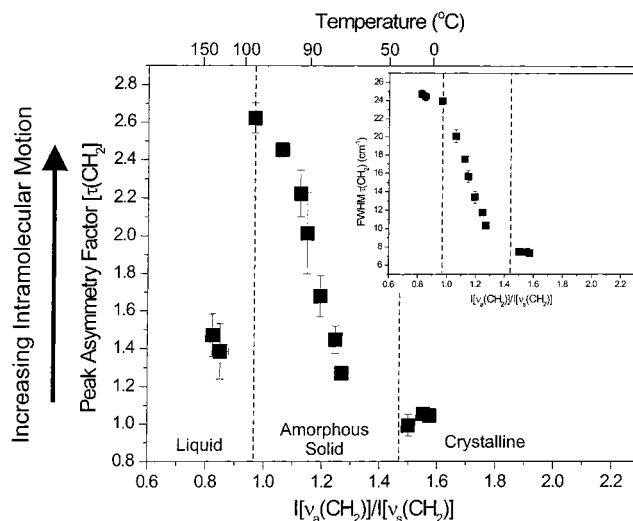 Temperature (°C)
150 100 90 50 0
Increasing Intramolecular Motion
Peak Asymmetry Factor [τ(CH₂]
2.8
2.6
2.4
2.2
2.0
1.8
1.6
1.4
1.2
1.0
0.8
Liquid
Amorphous
Solid
Crystalline
0.6 0.8 1.0 1.2 1.4 1.6 1.8 2.0 2.2
I[νₐ(CH₂)]/I[νₛ(CH₂)]
FWHM τ(CH₂) (cm⁻¹)
26
24
22
20
18
16
14
12
10
8
6
0.6 0.8 1.0 1.2 1.4 1.6 1.8 2.0 2.2
I[νₐ(CH₂)]/I[νₛ(CH₂)]